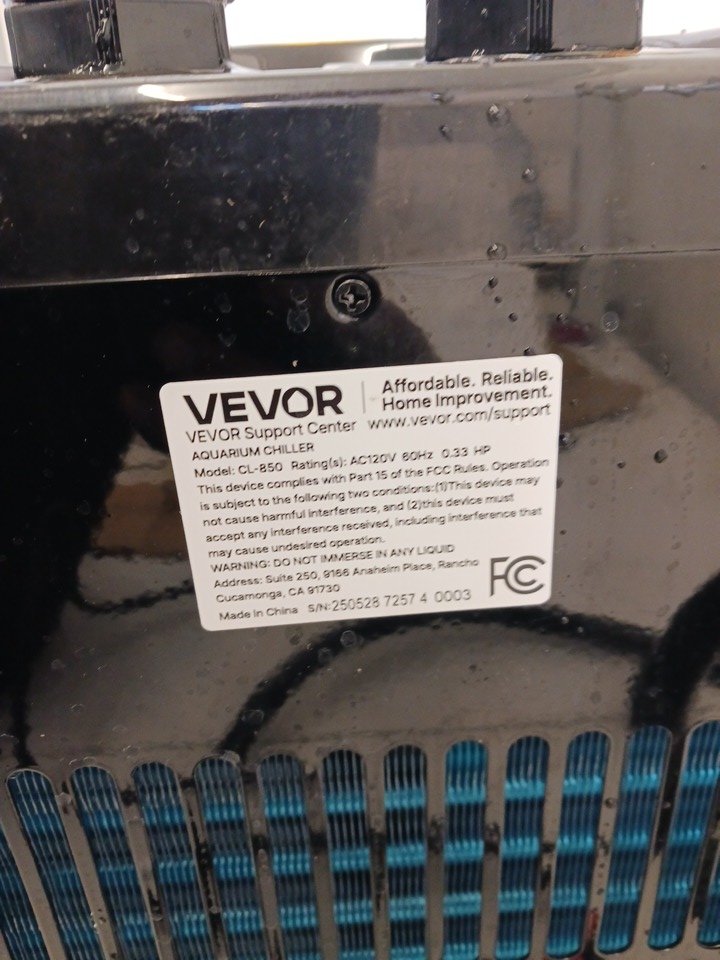 VEVOR
Affordable. Reliable.
Home Improvement.
VEVOR Support Center www.vevor.com/support
AQUARIUM CHILLER
Model: CL-850 Rating(s): AC120V 60Hz 0.33 HP
This device complies with Part 15 of the FCC Rules. Operation
is subject to the following two conditions:(1)This device may
not cause harmful interference, and (2)this device must
accept any interference received, including interference that
may cause undesired operation.
WARNING: DO NOT IMMERSE IN ANY LIQUID
Address: Suite 250, 9166 Anaheim Place, Rancho
Cucamonga, CA 91730
Made In China S/N:250528 7257 4 0003
FC